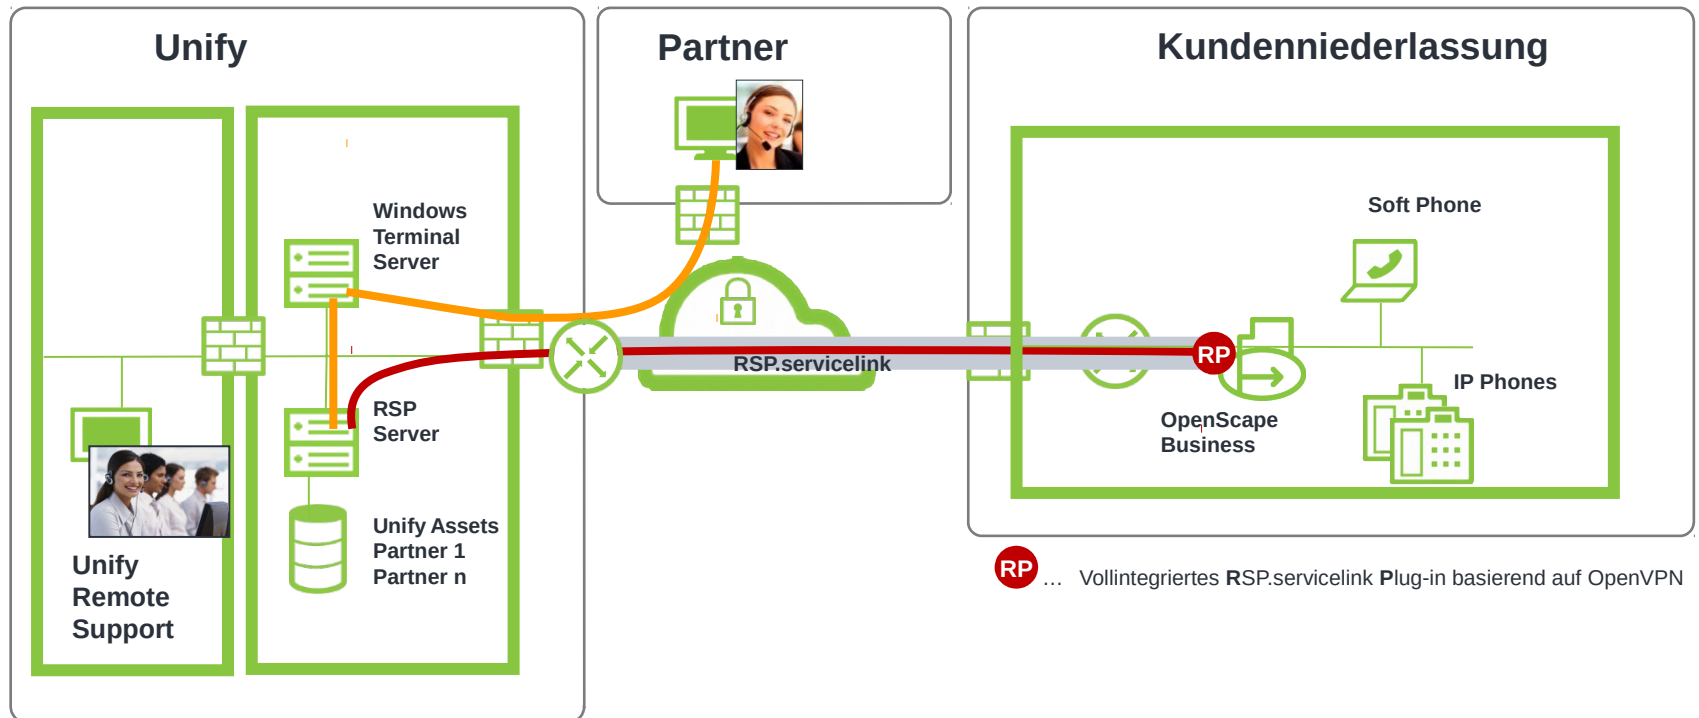 Unify
Partner
Kundenniederlassung
Windows
Terminal
Server
Soft Phone
RSP.servicelink
RP
IP Phones
RSP
Server
OpenScape
Business
Unify Assets
Partner 1
Partner n
Unify
Remote
Support
RP ... Vollintegriertes RSP.servicelink Plug-in basierend auf OpenVPN